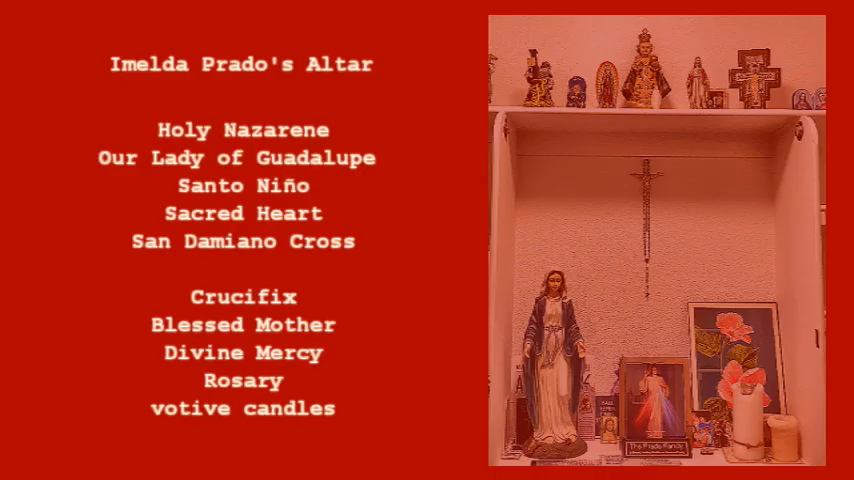 Imelda Prado's Altar
Holy Nazarene
Our Lady of Guadalupe
Santo Niño
Sacred Heart
San Damiano Cross
Crucifix
Blessed Mother
Divine Mercy
Rosary
votive candles
The Prado Family